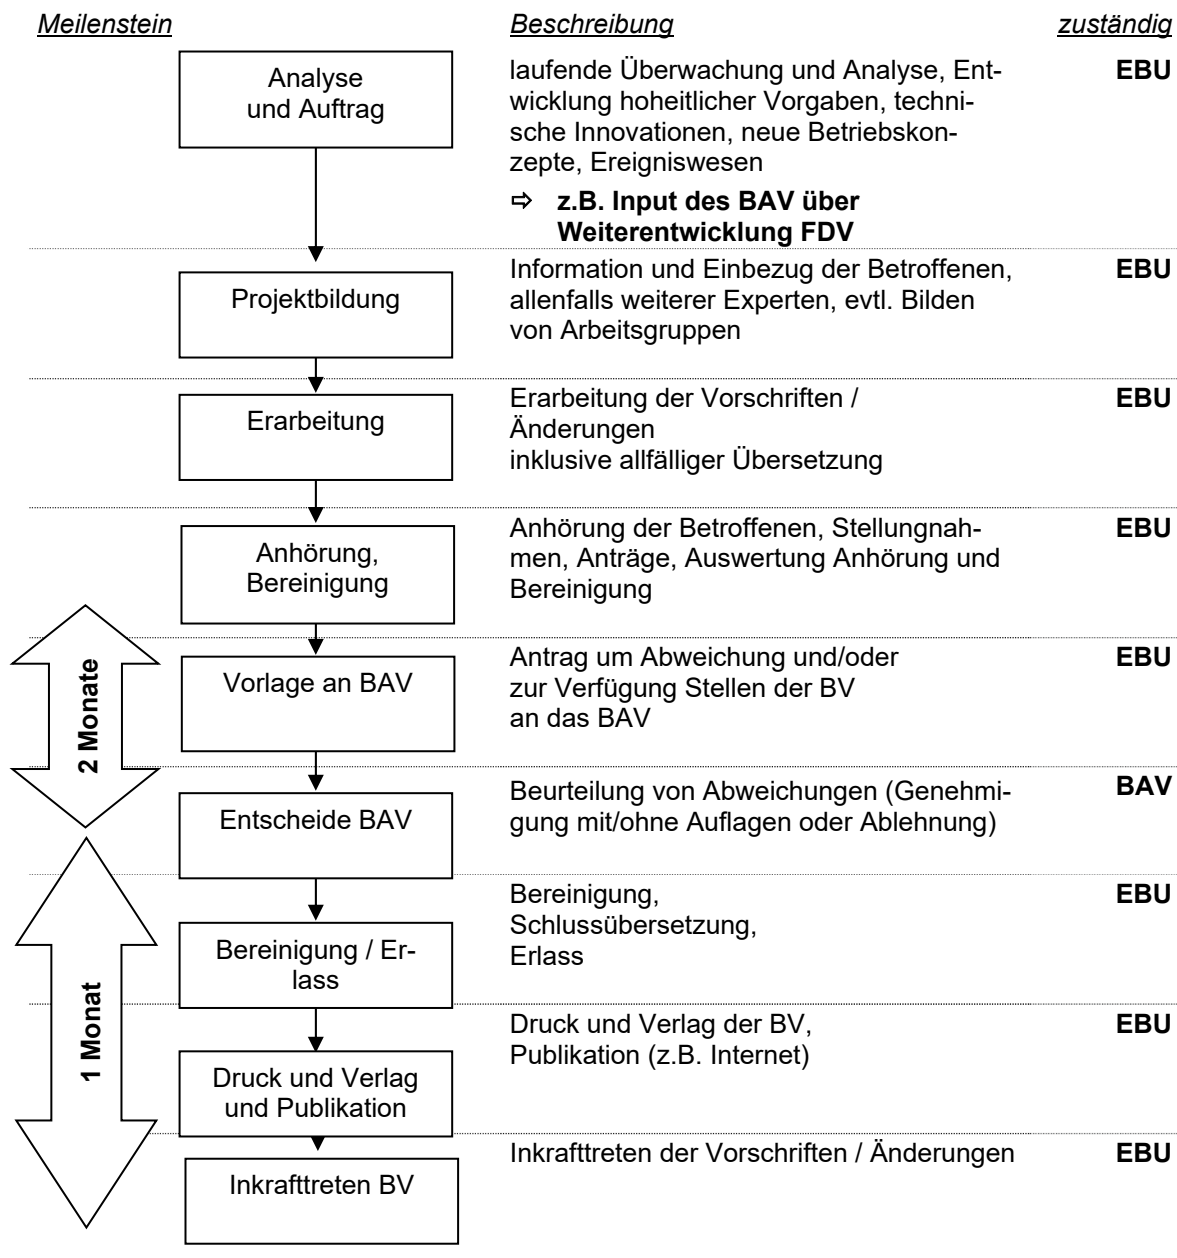 Meilenstein
Beschreibung
zuständig
Analyse
und Auftrag
laufende Überwachung und Analyse, Ent-
wicklung hoheitlicher Vorgaben, techni-
sche Innovationen, neue Betriebskon-
zepte, Ereigniswesen
⇨ z.B. Input des BAV über
Weiterentwicklung FDV
EBU
Projektbildung
Information und Einbezug der Betroffenen,
allenfalls weiterer Experten, evtl. Bilden
von Arbeitsgruppen
EBU
Erarbeitung
Erarbeitung der Vorschriften /
Änderungen
inklusive allfälliger Übersetzung
EBU
Anhörung,
Bereinigung
Anhörung der Betroffenen, Stellungnah-
men, Anträge, Auswertung Anhörung und
Bereinigung
EBU
2 Monate
Vorlage an BAV
Antrag um Abweichung und/oder
zur Verfügung Stellen der BV
an das BAV
EBU
Entscheide BAV
Beurteilung von Abweichungen (Genehmi-
gung mit/ohne Auflagen oder Ablehnung)
BAV
1 Monat
Bereinigung / Er-
lass
Bereinigung,
Schlussübersetzung,
Erlass
EBU
Druck und Verlag
und Publikation
Druck und Verlag der BV,
Publikation (z.B. Internet)
EBU
Inkrafttreten BV
Inkrafttreten der Vorschriften / Änderungen
EBU